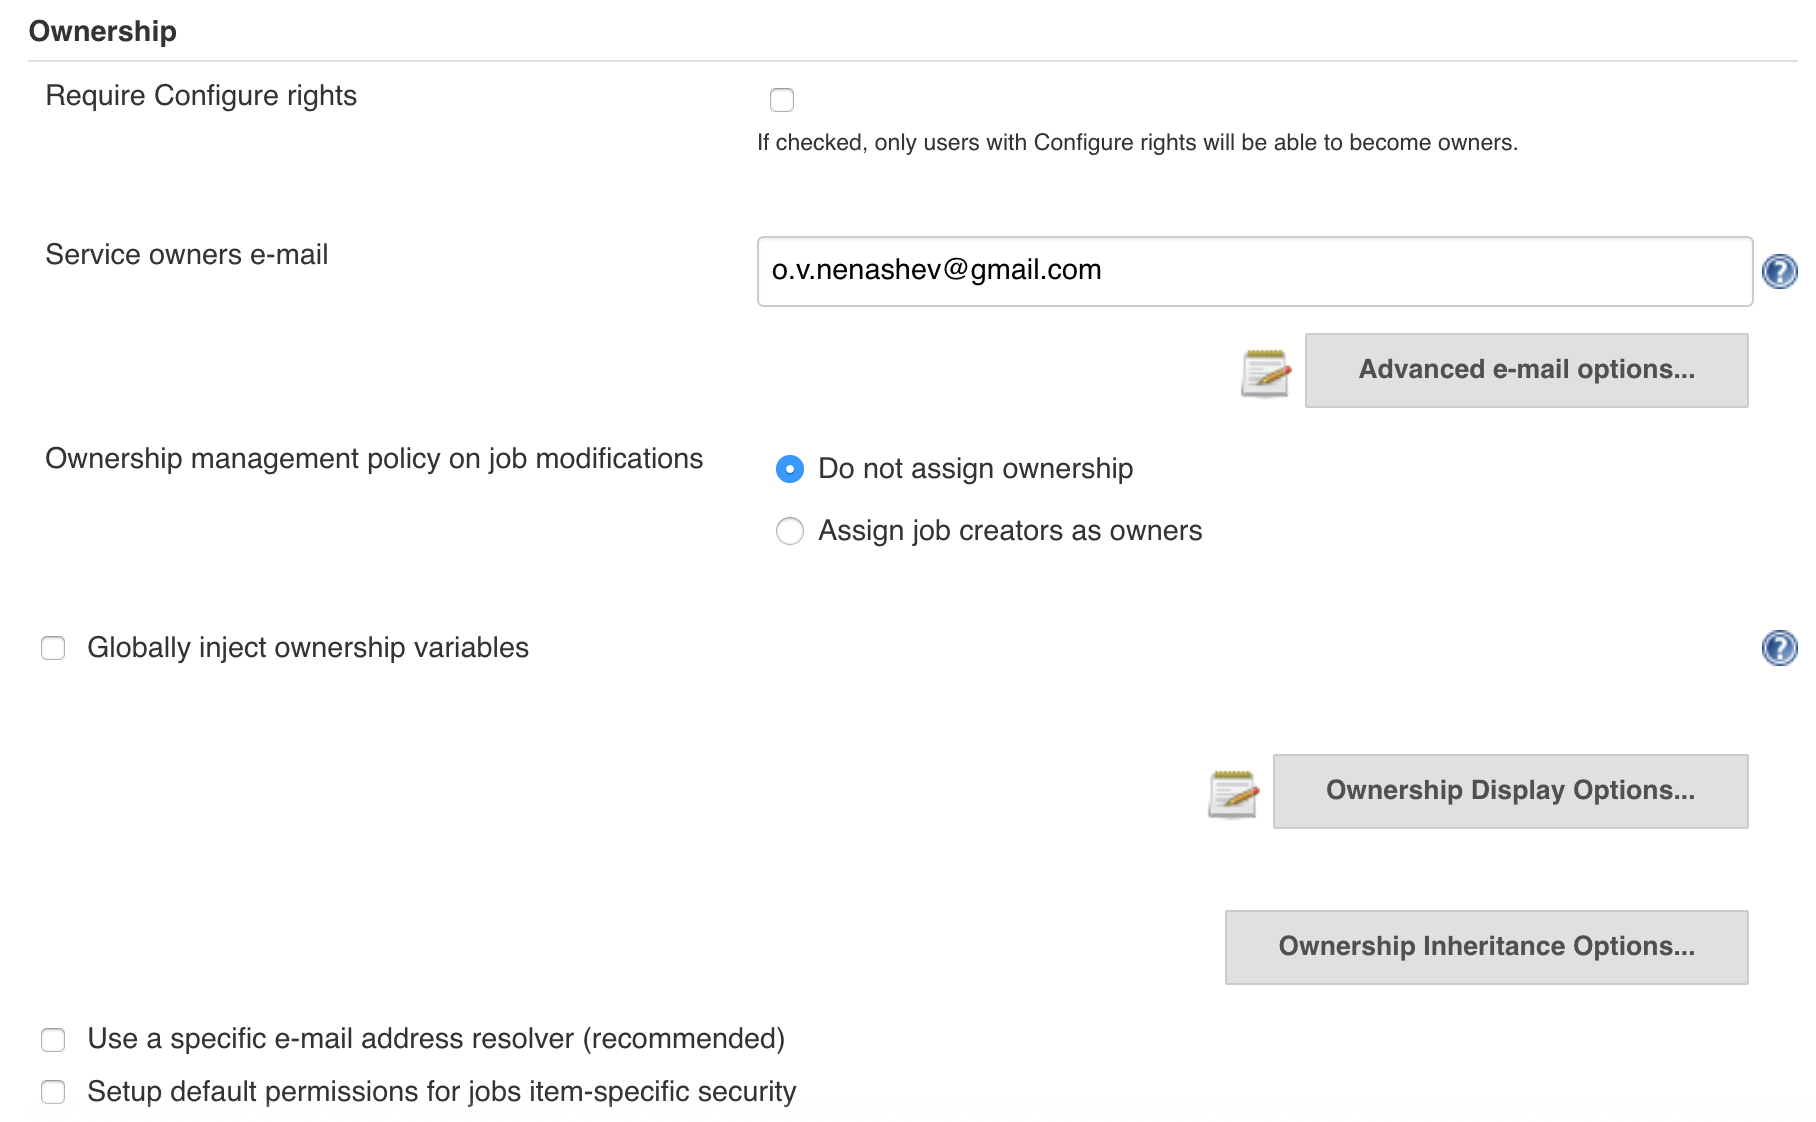 Ownership
Require Configure rights
If checked, only users with Configure rights will be able to become owners.
Service owners e-mail
o.v.nenashev@gmail.com
?
Advanced e-mail options...
Ownership management policy on job modifications
Do not assign ownership
Assign job creators as owners
Globally inject ownership variables
?
Ownership Display Options...
Ownership Inheritance Options...
Use a specific e-mail address resolver (recommended)
Setup default permissions for jobs item-specific security